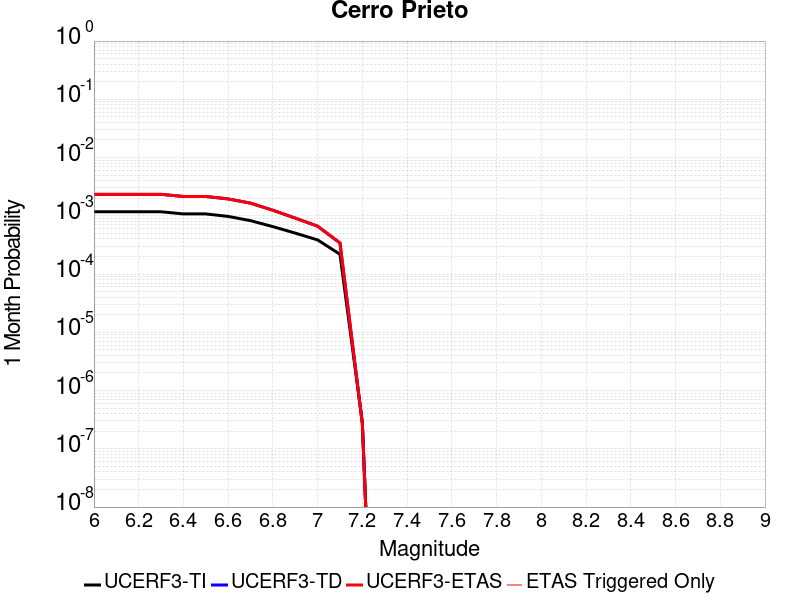 Cerro Prieto
10^0
10^-1
10^-2
10^-3
10^-4
10^-5
10^-6
10^-7
10^-8
1 Month Probability
6 6.2 6.4 6.6 6.8 7 7.2 7.4 7.6 7.8 8 8.2 8.4 8.6 8.8 9
Magnitude
UCERF3-TI UCERF3-TD UCERF3-ETAS ETAS Triggered Only